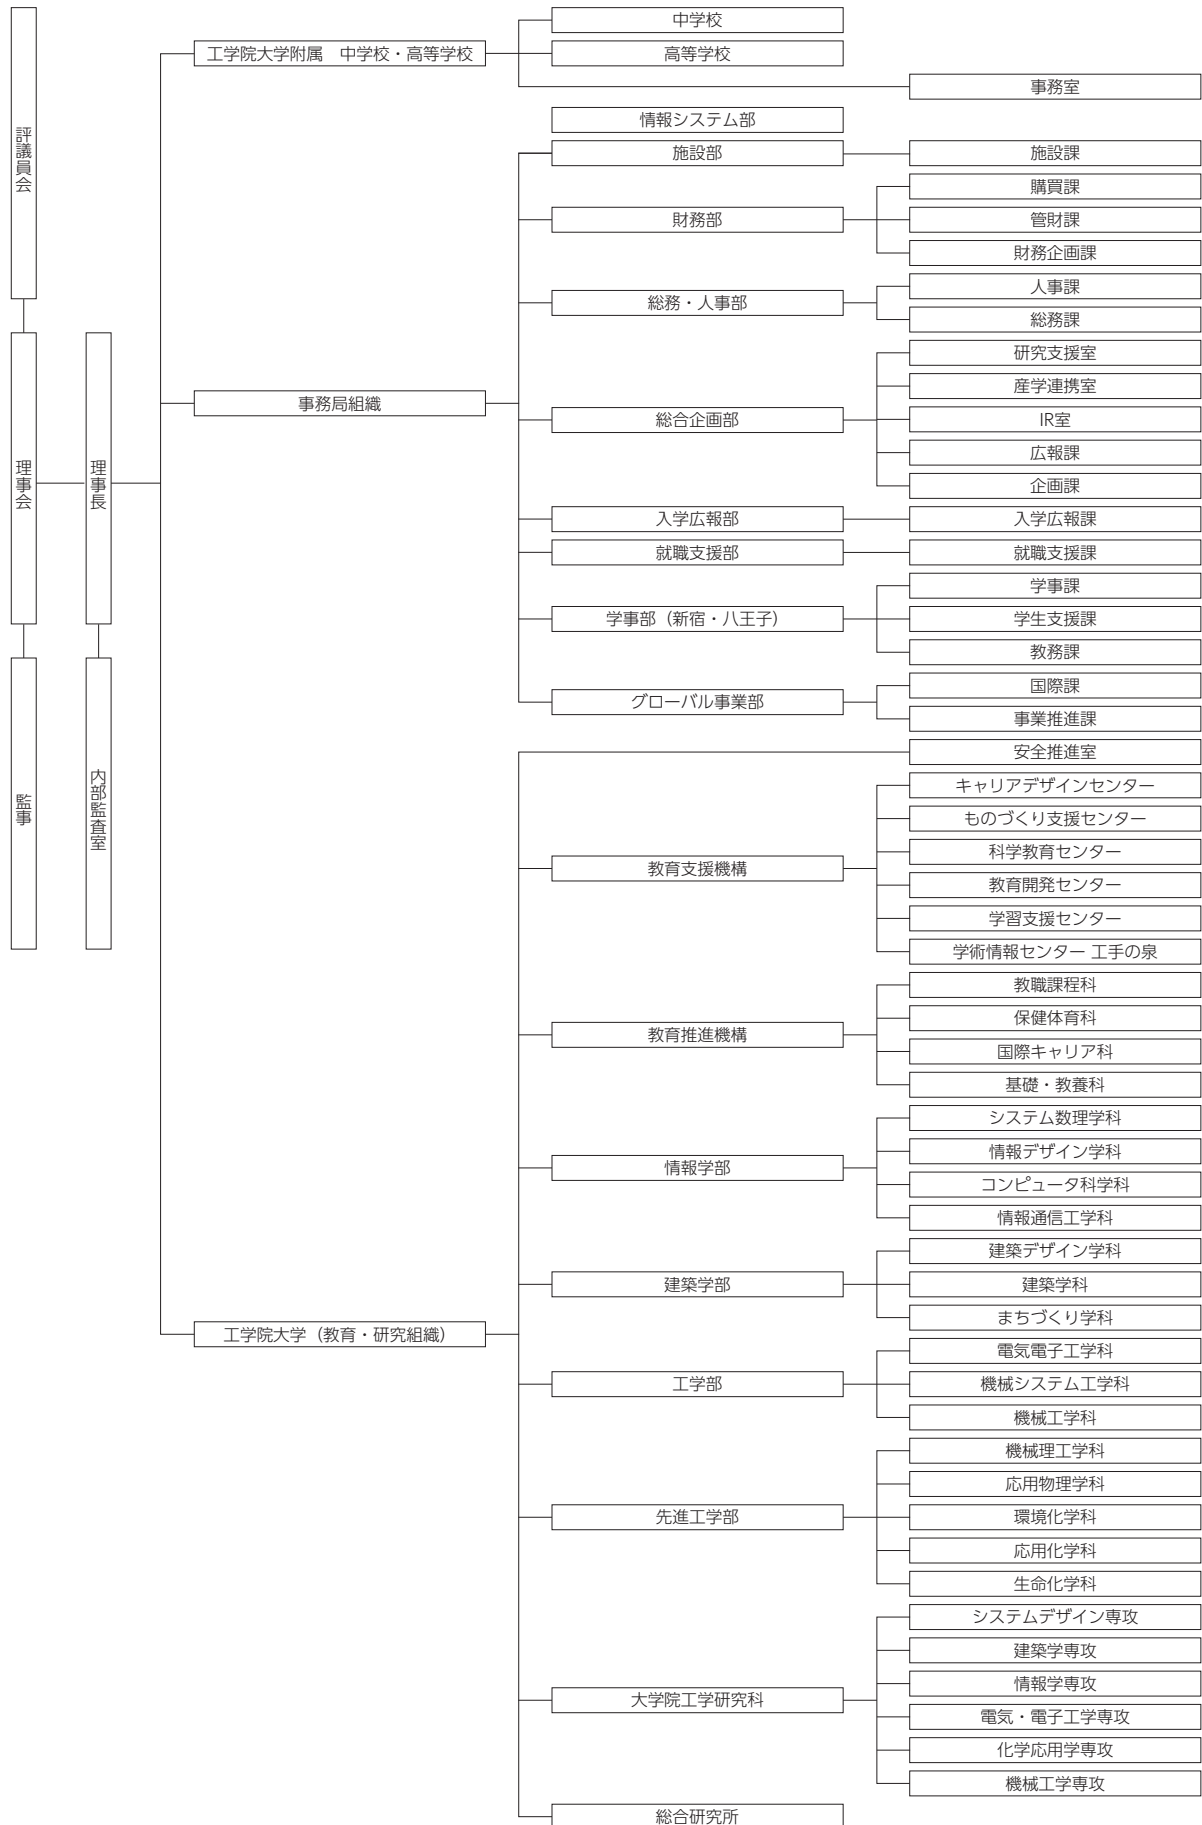 評議員会
理事会
監事
理事長
内部監査室
工学院大学附属　中学校・高等学校
中学校
高等学校
事務室
事務局組織
情報システム部
施設部
施設課
財務部
購買課
管財課
財務企画課
総務・人事部
人事課
総務課
総合企画部
研究支援室
産学連携室
IR室
広報課
企画課
入学広報部
入学広報課
就職支援部
就職支援課
学事部（新宿・八王子）
学事課
学生支援課
教務課
グローバル事業部
国際課
事業推進課
工学院大学（教育・研究組織）
安全推進室
教育支援機構
キャリアデザインセンター
ものづくり支援センター
科学教育センター
教育開発センター
学習支援センター
学術情報センター 工手の泉
教育推進機構
教職課程科
保健体育科
国際キャリア科
基礎・教養科
情報学部
システム数理学科
情報デザイン学科
コンピュータ科学科
情報通信工学科
建築学部
建築デザイン学科
建築学科
まちづくり学科
工学部
電気電子工学科
機械システム工学科
機械工学科
先進工学部
機械理工学科
応用物理学科
環境化学科
応用化学科
生命化学科
大学院工学研究科
システムデザイン専攻
建築学専攻
情報学専攻
電気・電子工学専攻
化学応用学専攻
機械工学専攻
総合研究所